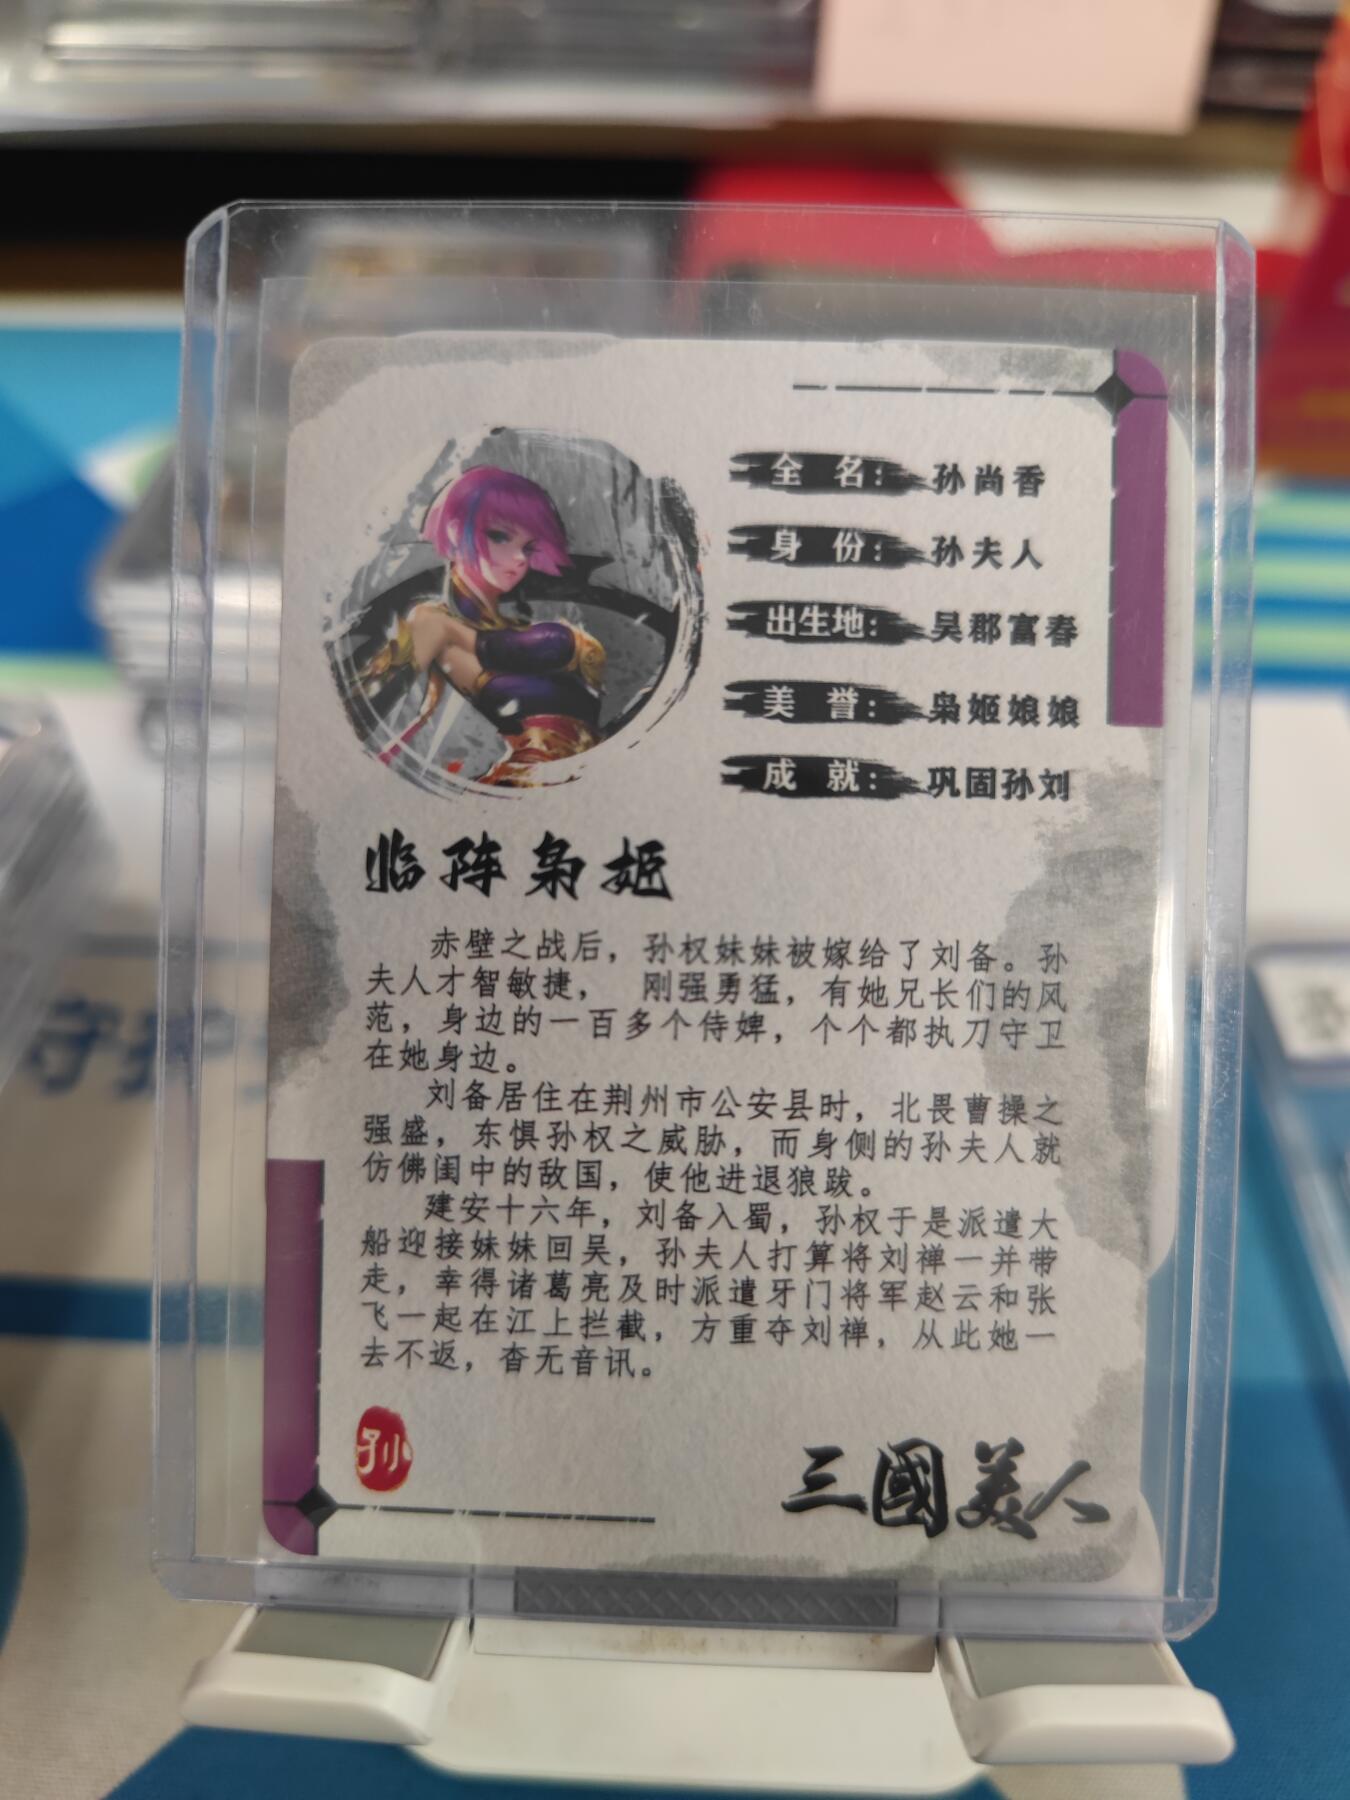 全名：孙尚香
身份：孙夫人
出生地：吴郡富春
美誉：枭姬娘娘
成就：巩固孙刘
临阵枭姬
赤壁之战后，孙权妹妹被嫁给了刘备。孙
夫人才智敏捷，　刚强勇猛，有她兄长们的风
范，身边的一百多个侍婢，个个都执刀守卫
在她身边。
刘备居住在荆州市公安县时，北畏曹操之
强盛，东惧孙权之威胁，而身侧的孙夫人就
仿佛闺中的敌国，使他进退狼跋。
建安十六年，刘备入蜀，孙权于是派遣大
船迎接妹妹回吴，孙夫人打算将刘禅一并带
走，幸得诸葛亮及时派遣牙门将军赵云和张
飞一起在江上拦截，方重夺刘禅，从此她一
去不返，杳无音讯。
孙
三國美人
守护